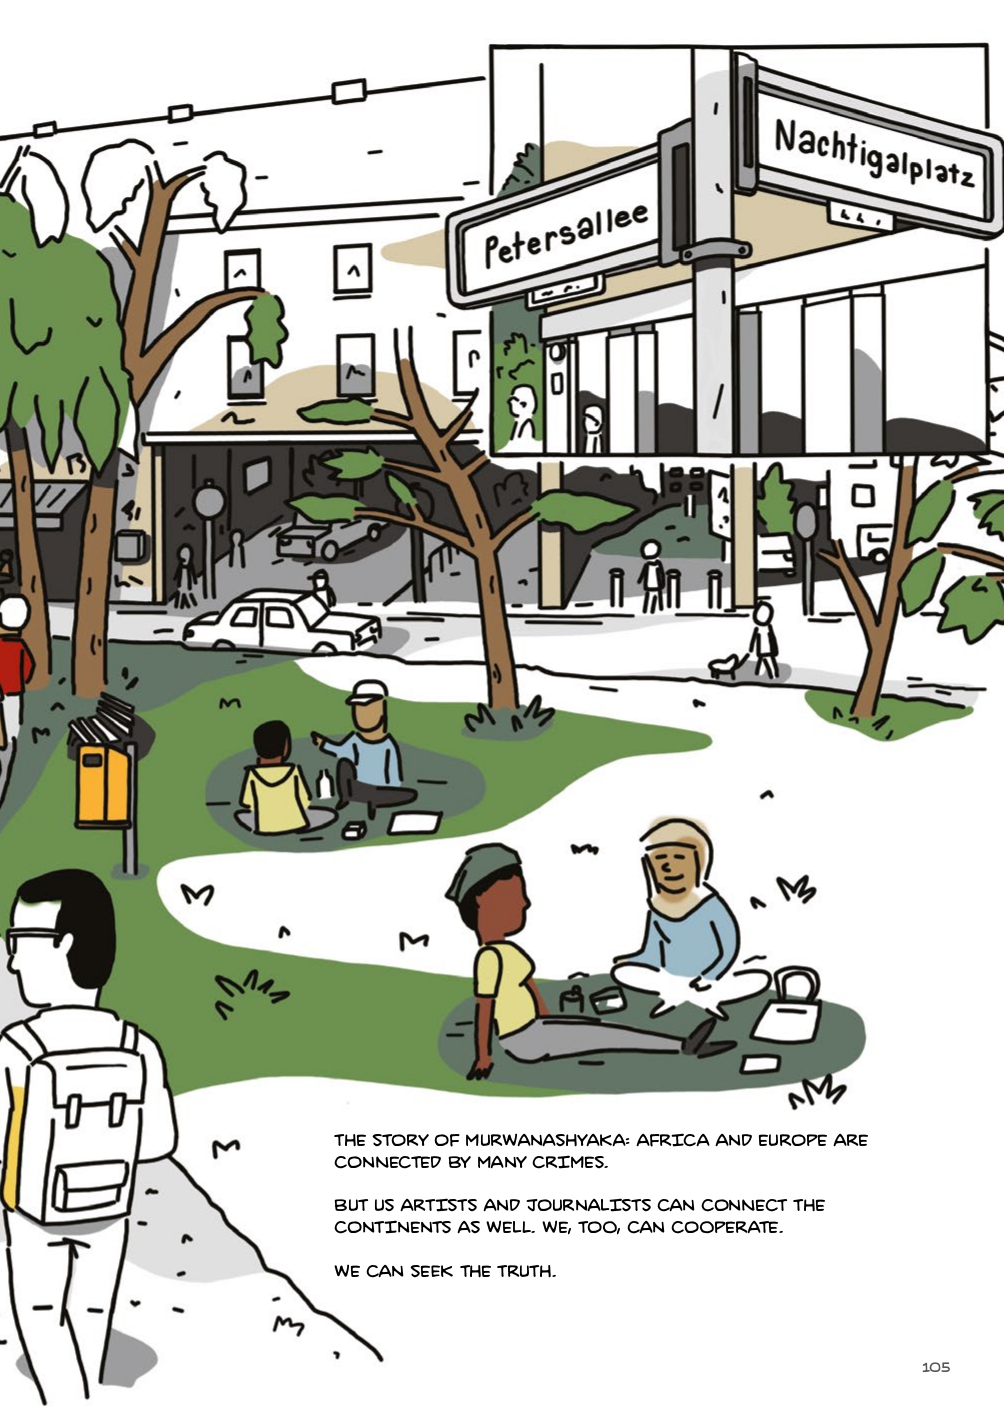 Petersallee
Nachtigalplatz
THE STORY OF MURWANASHYAKA: AFRICA AND EUROPE ARE
CONNECTED BY MANY CRIMES.
BUT US ARTISTS AND JOURNALISTS CAN CONNECT THE
CONTINENTS AS WELL. WE, TOO, CAN COOPERATE.
WE CAN SEEK THE TRUTH.
105